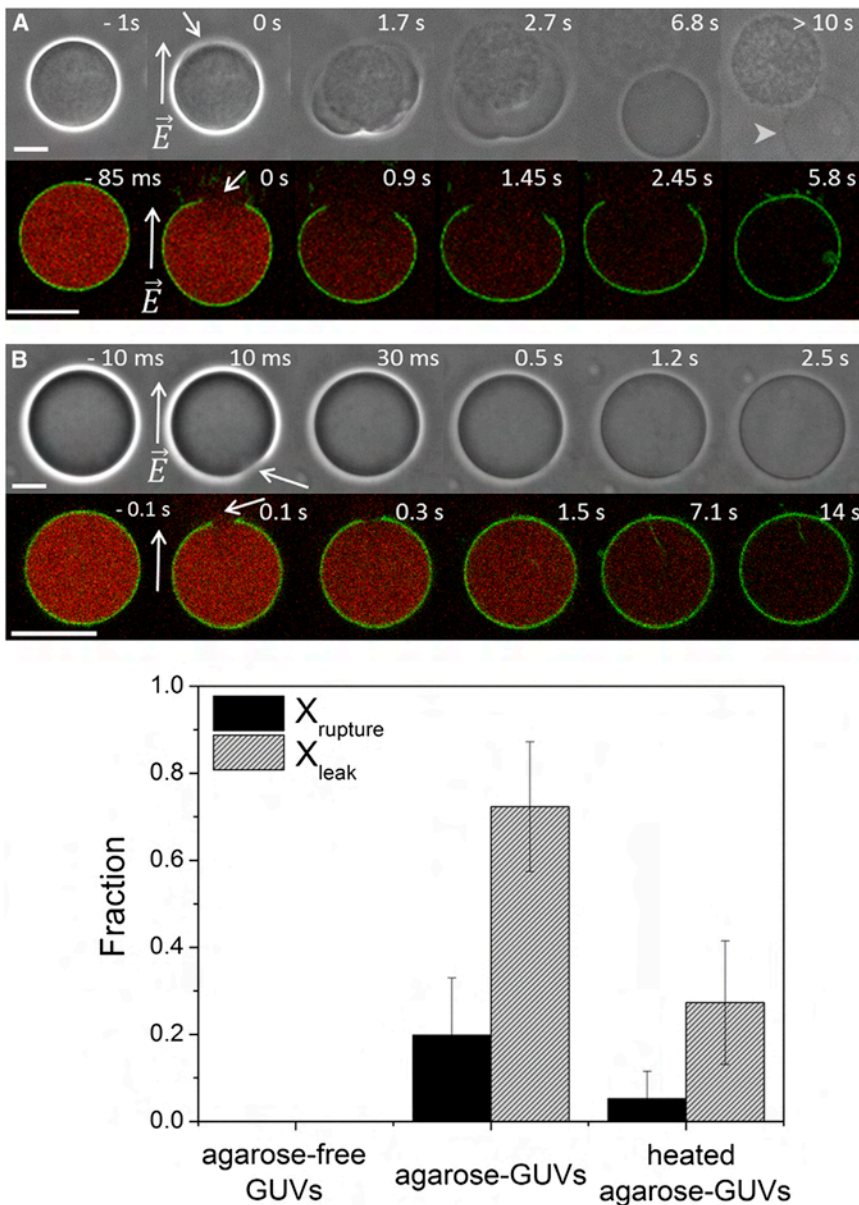 A - 1s 0 s 1.7 s 2.7 s 6.8 s > 10 s
E
- 85 ms 0 s 0.9 s 1.45 s 2.45 s 5.8 s
E
B - 10 ms 10 ms 30 ms 0.5 s 1.2 s 2.5 s
E
- 0.1 s 0.1 s 0.3 s 1.5 s 7.1 s 14 s
1.0
X rupture
X leak
0.8
0.6
Fraction
0.4
0.2
0.0
agarose-free
GUVs
agarose-GUVs
heated
agarose-GUVs